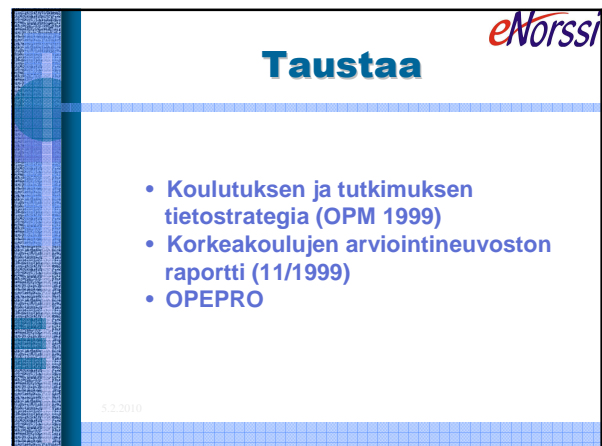 eNorssi
Taustaa
• Koulutuksen ja tutkimuksen
tietostrategia (OPM 1999)
• Korkeakoulujen arviointineuvoston
raportti (11/1999)
• OPEPRO
5.2.2010